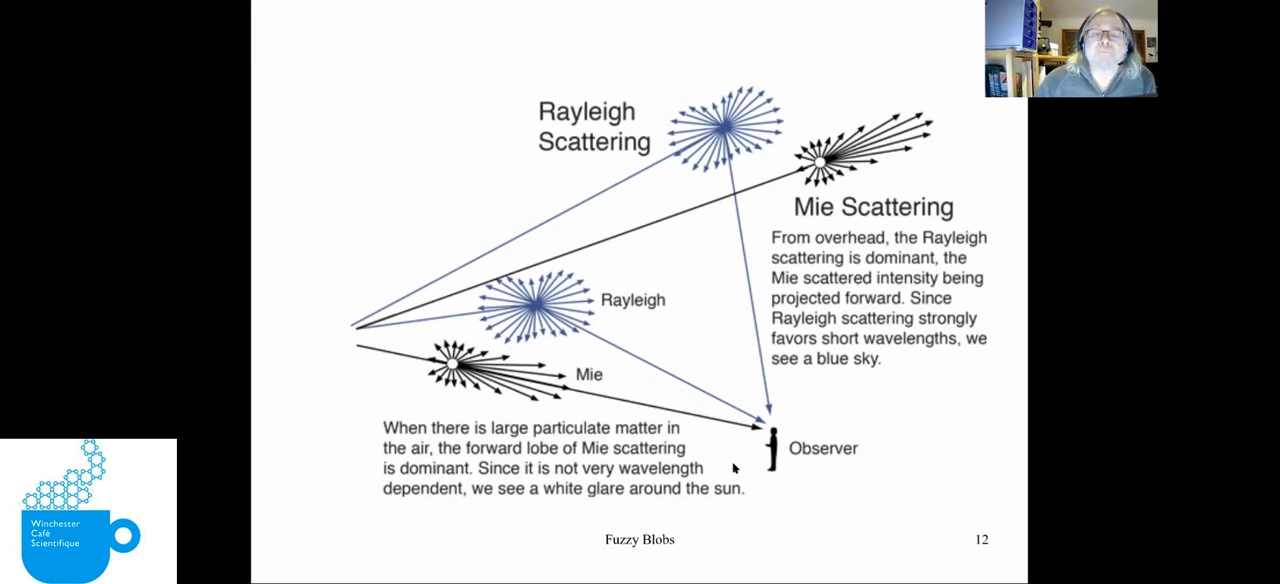 Rayleigh
Scattering
Mie Scattering
From overhead, the Rayleigh
scattering is dominant, the
Mie scattered intensity being
projected forward. Since
Rayleigh scattering strongly
favors short wavelengths, we
see a blue sky.
Rayleigh
Mie
When there is large particulate matter in
the air, the forward lobe of Mie scattering
is dominant. Since it is not very wavelength
dependent, we see a white glare around the sun.
Observer
Fuzzy Blobs
12
Winchester
Café
Scientifique